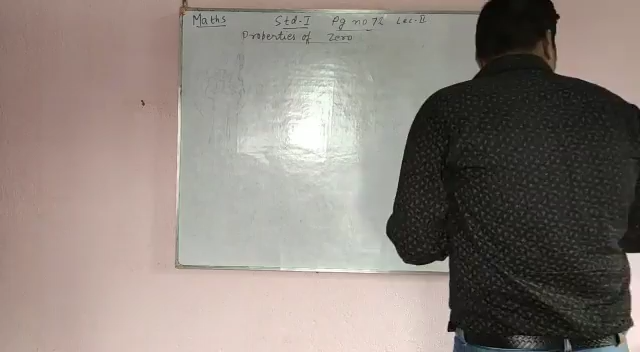 Maths Std-I Pg no 72 Lec-II
Properties of Zero